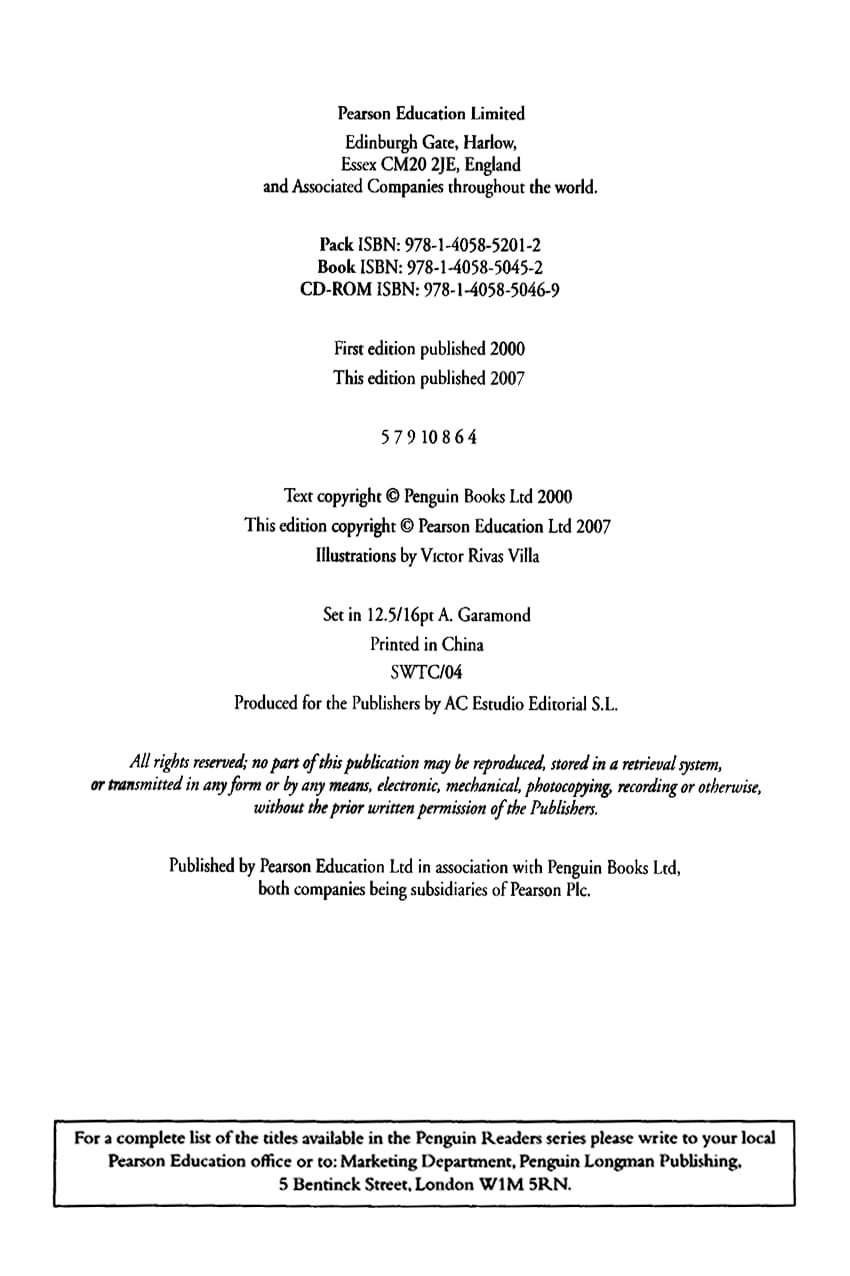 Pearson Education Limited
Edinburgh Gate, Harlow,
Essex CM20 2JE, England
and Associated Companies throughout the world.
Pack ISBN: 978-1-4058-5201-2
Book ISBN: 978-1-4058-5045-2
CD-ROM ISBN: 978-1-4058-5046-9
First edition published 2000
This edition published 2007
5 7 9 10 8 6 4
Text copyright © Penguin Books Ltd 2000
This edition copyright © Pearson Education Ltd 2007
Illustrations by Victor Rivas Villa
Set in 12.5/16pt A. Garamond
Printed in China
SWTC/04
Produced for the Publishers by AC Estudio Editorial S.L.
All rights reserved; no part of this publication may be reproduced, stored in a retrieval system,
or transmitted in any form or by any means, electronic, mechanical, photocopying, recording or otherwise,
without the prior written permission of the Publishers.
Published by Pearson Education Ltd in association with Penguin Books Ltd,
both companies being subsidiaries of Pearson Plc.
For a complete list of the titles available in the Penguin Readers series please write to your local
Pearson Education office or to: Marketing Department, Penguin Longman Publishing,
5 Bentinck Street, London W1M 5RN.